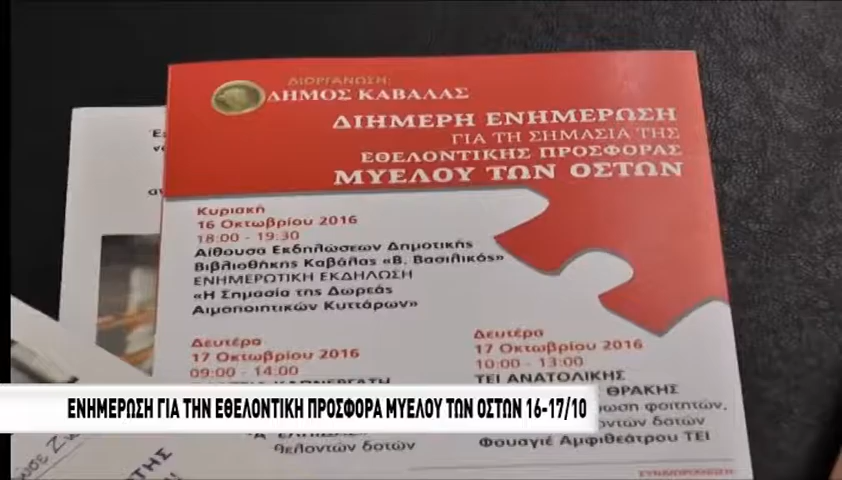 ΔΙΟΡΓΑΝΩΣΗ:
ΔΗΜΟΣ ΚΑΒΑΛΑΣ
ΔΙΗΜΕΡΗ ΕΝΗΜΕΡΩΣΗ
ΓΙΑ ΤΗ ΣΗΜΑΣΙΑ ΤΗΣ
ΕΘΕΛΟΝΤΙΚΗΣ ΠΡΟΣΦΟΡΑΣ
ΜΥΕΛΟΥ ΤΩΝ ΟΣΤΩΝ
Κυριακή
16 Οκτωβρίου 2016
18:00 - 19:30
Αίθουσα Εκδηλώσεων Δημοτικής
Βιβλιοθήκης Καβάλας «Β. Βασιλικός»
ΕΝΗΜΕΡΩΤΙΚΗ ΕΚΔΗΛΩΣΗ
«Η Σημασία της Δωρεάς
Αιμοποιητικών Κυττάρων»
Δευτέρα
17 Οκτωβρίου 2016
09:00 - 14:00
θελοντών δοτών
Δευτέρα
17 Οκτωβρίου 2016
10:00 - 13:00
ΤΕΙ ΑΝΑΤΟΛΙΚΗΣ
ΘΡΑΚΗΣ
φοιτητών,
δοτών
Φουαγιέ Αμφιθεάτρου ΤΕΙ
ΕΝΗΜΕΡΩΣΗ ΓΙΑ ΤΗΝ ΕΘΕΛΟΝΤΙΚΗ ΠΡΟΣΦΟΡΑ ΜΥΕΛΟΥ ΤΩΝ ΟΣΤΩΝ 16-17/10